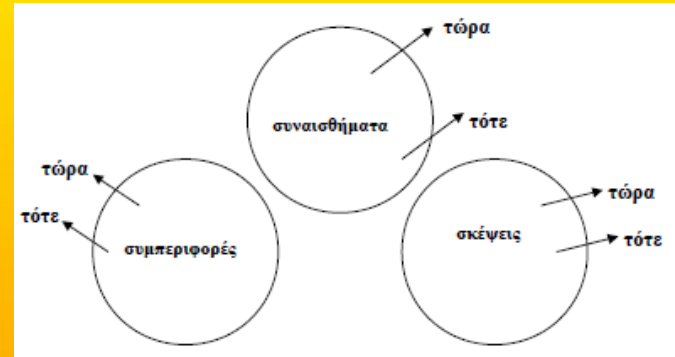 τώρα
συναισθήματα
τότε
τώρα
τότε
συμπεριφορές
τώρα
σκέψεις
τότε